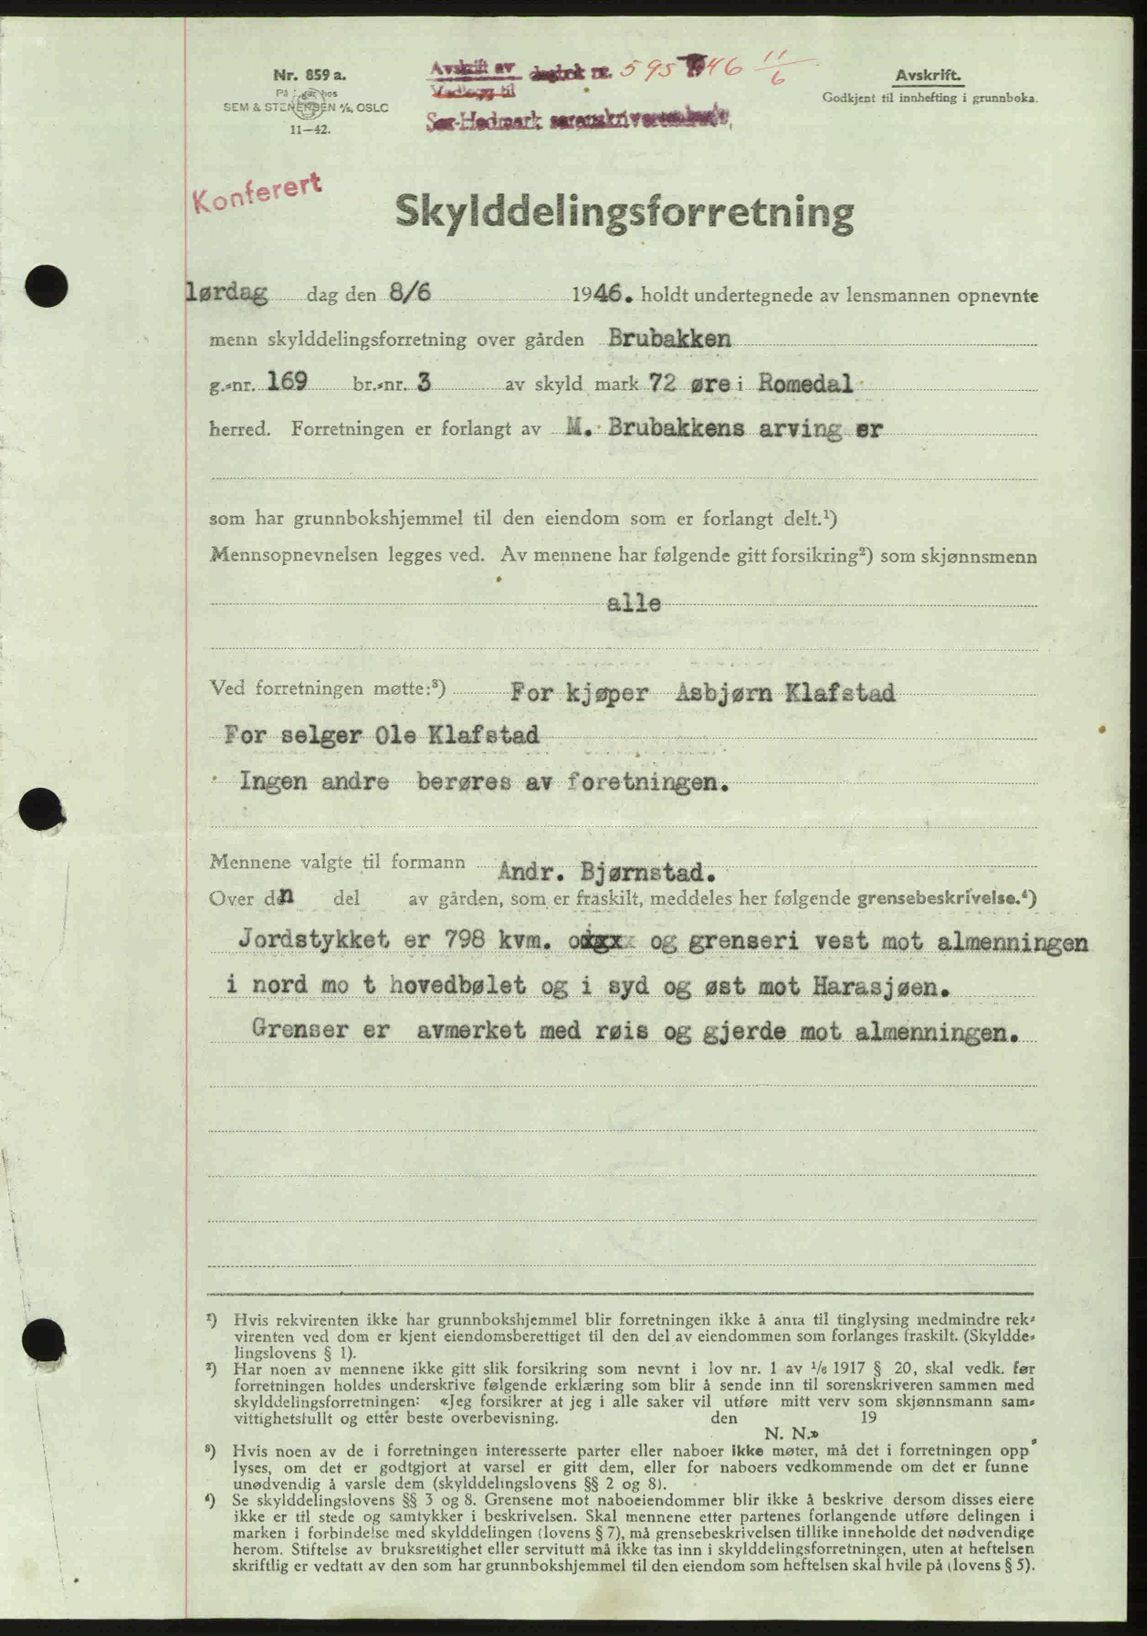 Nr. 859 a.
SEM & STENERSEN A/S, OSLO
11—42.
Avskrift av
Vedlegg til
dagbok nr. 595 1946 11/6
Sør-Hedmark sorenskriverembete
Avskrift.
Godkjent til innhefting i grunnboka.
Konferert
Skylddelingsforretning
lørdag dag den 8/6 1946. holdt undertegnede av lensmannen opnevnte
menn skylddelingsforretning over gården Brubakken
g.-nr. 169 br.-nr. 3 av skyld mark 72 øre i Romedal
herred. Forretningen er forlangt av M. Brubakkens arving er
som har grunnbokshjemmel til den eiendom som er forlangt delt.¹)
Mennsopnevnelsen legges ved. Av mennene har følgende gitt forsikring²) som skjønnsmenn
alle
Ved forretningen møtte:³) For kjøper Asbjørn Klafstad
For selger Ole Klafstad
Ingen andre berøres av foretningen.
Mennene valgte til formann Andr. Bjørnstad.
Over den del av gården, som er fraskilt, meddeles her følgende grensebeskrivelse.⁴)
Jordstykket er 798 kvm. og grenseri vest mot almenningen
i nord mo t hovedbølet og i syd og øst mot Harasjøen.
Grenser er avmerket med røis og gjerde mot almenningen.
¹) Hvis rekvirenten ikke har grunnbokshjemmel blir forretningen ikke å anta til tinglysing medmindre rek-
virenten ved dom er kjent eiendomsberettiget til den del av eiendommen som forlanges fraskilt. (Skyldde-
lingslovens § 1).
²) Har noen av mennene ikke gitt slik forsikring som nevnt i lov nr. 1 av 1/6 1917 § 20, skal vedk. før
forretningen holdes underskrive følgende erklæring som blir å sende inn til sorenskriveren sammen med
skylddelingsforretningen: «Jeg forsikrer at jeg i alle saker vil utføre mitt verv som skjønnsmann sam-
vittighetsfullt og etter beste overbevisning. den 19
N. N.»
³) Hvis noen av de i forretningen interesserte parter eller naboer ikke møter, må det i forretningen opp
lyses, om det er godtgjort at varsel er gitt dem, eller for naboers vedkommende om det er funne
unødvendig å varsle dem (skylddelingslovens §§ 2 og 8).
⁴) Se skylddelingslovens §§ 3 og 8. Grensene mot naboeiendommer blir ikke å beskrive dersom disses eiere
ikke er til stede og samtykker i beskrivelsen. Skal mennene etter partenes forlangende utføre delingen i
marken i forbindelse med skylddelingen (lovens § 7), må grensebeskrivelsen tillike inneholde det nødvendige
herom. Stiftelse av bruksrettighet eller servitutt må ikke tas inn i skylddelingsforretningen, uten at heftelsen
skriftlig er vedtatt av den som har grunnbokshjemmel til den eiendom som heftelsen skal hvile på (lovens § 5).